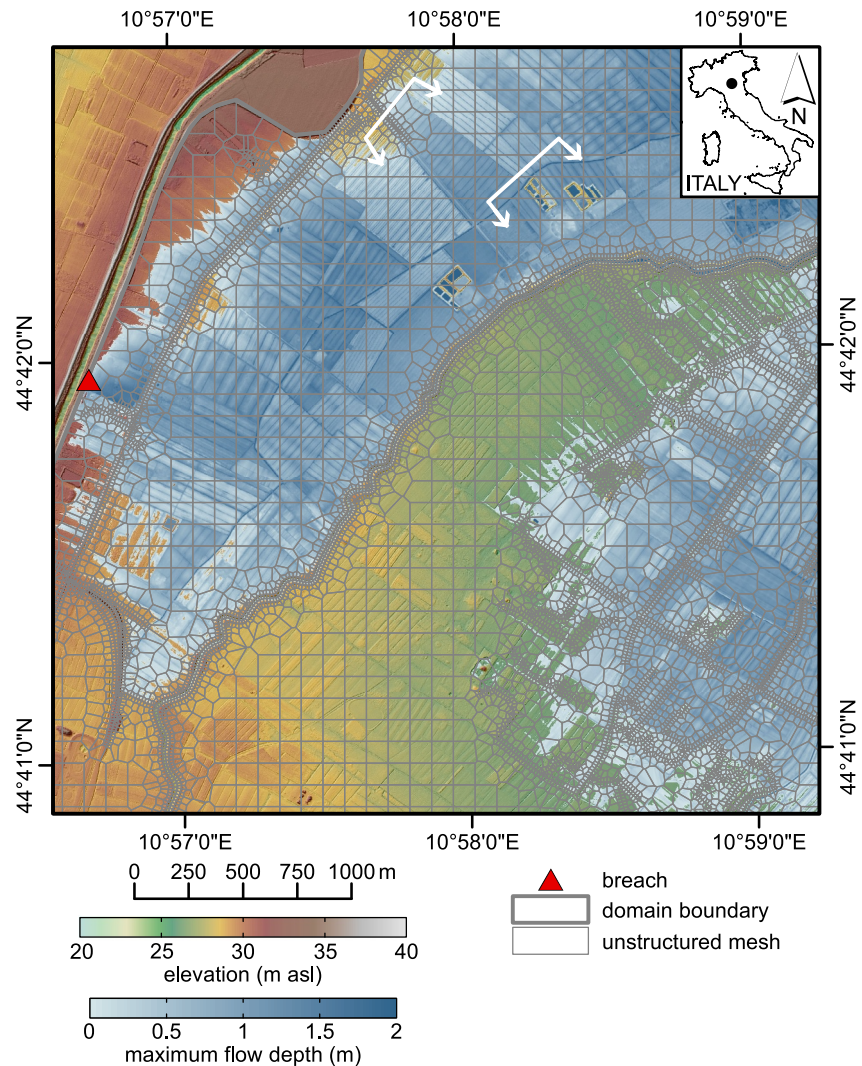 10°57'0"E 10°58'0"E 10°59'0"E
N
ITALY
44°42'0"N 44°42'0"N
44°41'0"N 44°41'0"N
10°57'0"E 10°58'0"E 10°59'0"E
0 250 500 750 1000 m
20 25 30 35 40
elevation (m asl)
0 0.5 1 1.5 2
maximum flow depth (m)
breach
domain boundary
unstructured mesh